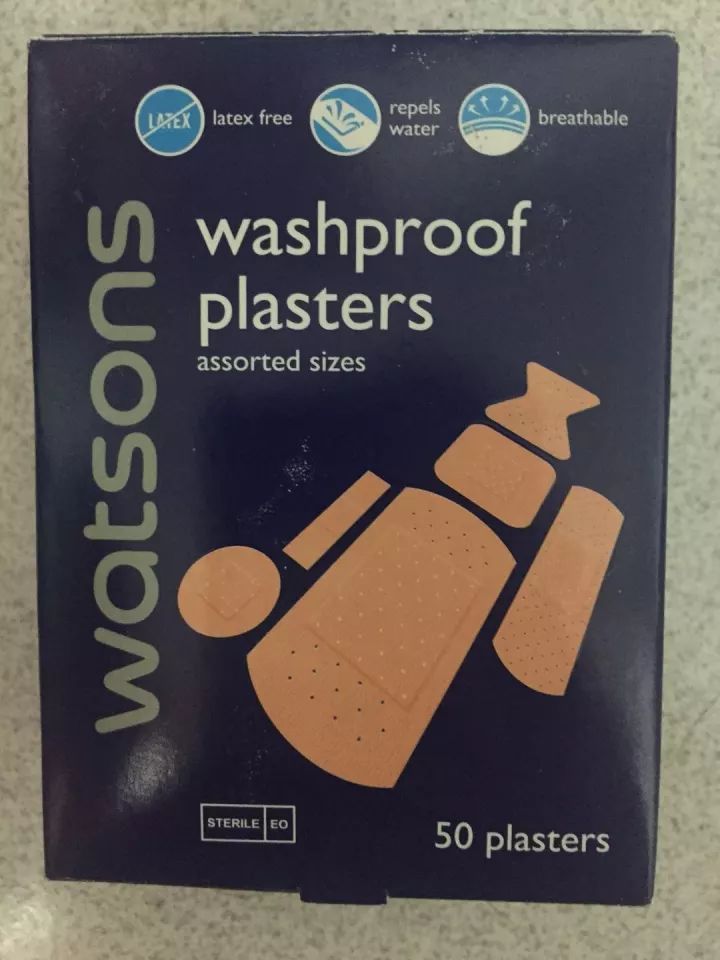 LATEX
latex free
repels
water
breathable
watsons
washproof
plasters
assorted sizes
STERILE EO
50 plasters